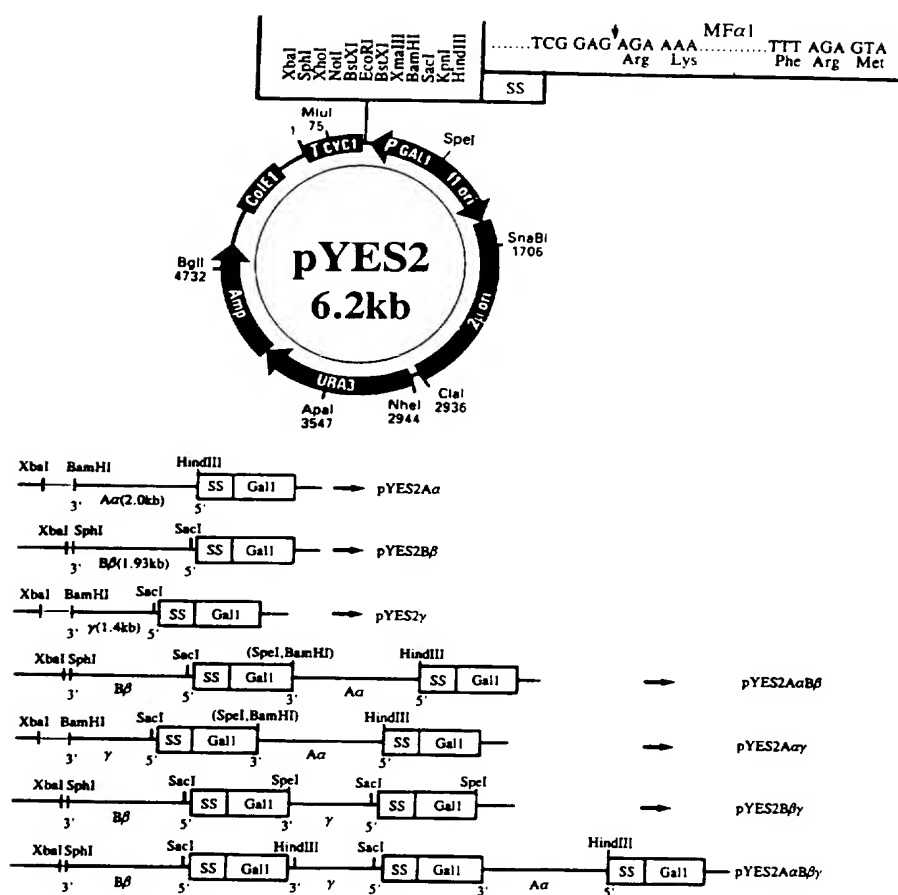 XbaI SphI XhoI NotI BstXI EcoRI BstXI XmaIII BamHI SacI KpnI HindIII
MFα1
.......TCG GAG AGA AAA............TTT AGA GTA
Arg Lys Phe Arg Met
SS
MluI
75
1
T CYC1
P GAL1
SpeI
f1 ori
ColE1
SnaBI
1706
pYES2
6.2kb
BglI
4732
Amp
2μ ori
URA3
ApaI
3547
NheI
2944
ClaI
2936
XbaI BamHI HindIII
SS Gal1 pYES2Aα
3' Aα(2.0kb) 5'
XbaI SphI SacI
SS Gal1 pYES2Bβ
3' Bβ(1.93kb) 5'
XbaI BamHI SacI
SS Gal1 pYES2γ
3' γ(1.4kb) 5'
XbaI SphI SacI (SpeI,BamHI) HindIII
SS Gal1 SS Gal1 pYES2AαBβ
3' Bβ 5' 3' Aα 5'
XbaI BamHI SacI (SpeI,BamHI) HindIII
SS Gal1 SS Gal1 pYES2Aαγ
3' γ 5' 3' Aα 5'
XbaI SphI SacI SpeI SacI SpeI
SS Gal1 SS Gal1 pYES2Bβγ
3' Bβ 5' 3' γ 5'
XbaI SphI SacI HindIII SacI HindIII
SS Gal1 SS Gal1 SS Gal1 pYES2AαBβγ
3' Bβ 5' 3' γ 5' 3' Aα 5'